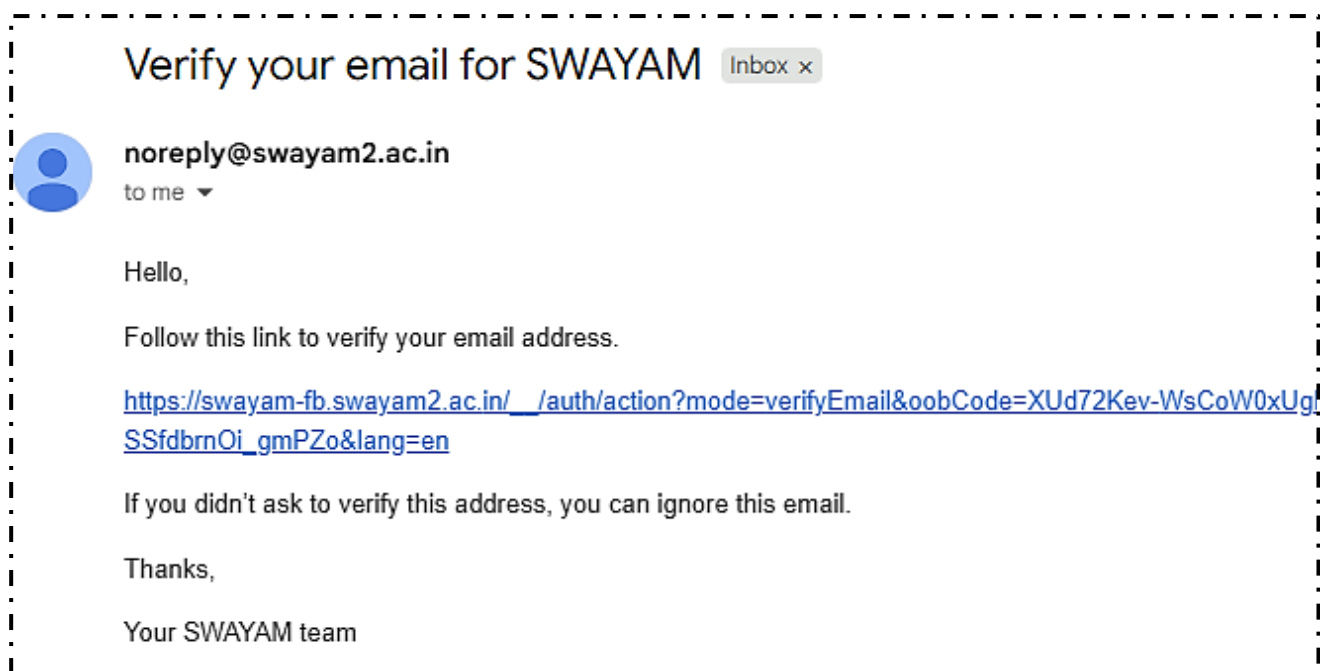 Verify your email for SWAYAM Inbox x
noreply@swayam2.ac.in
to me
Hello,
Follow this link to verify your email address.
https://swayam-fb.swayam2.ac.in/__/auth/action?mode=verifyEmail&oobCode=XUd72Kev-WsCoW0xUg
SSfdbrnOi_gmPZo&lang=en
If you didn't ask to verify this address, you can ignore this email.
Thanks,
Your SWAYAM team